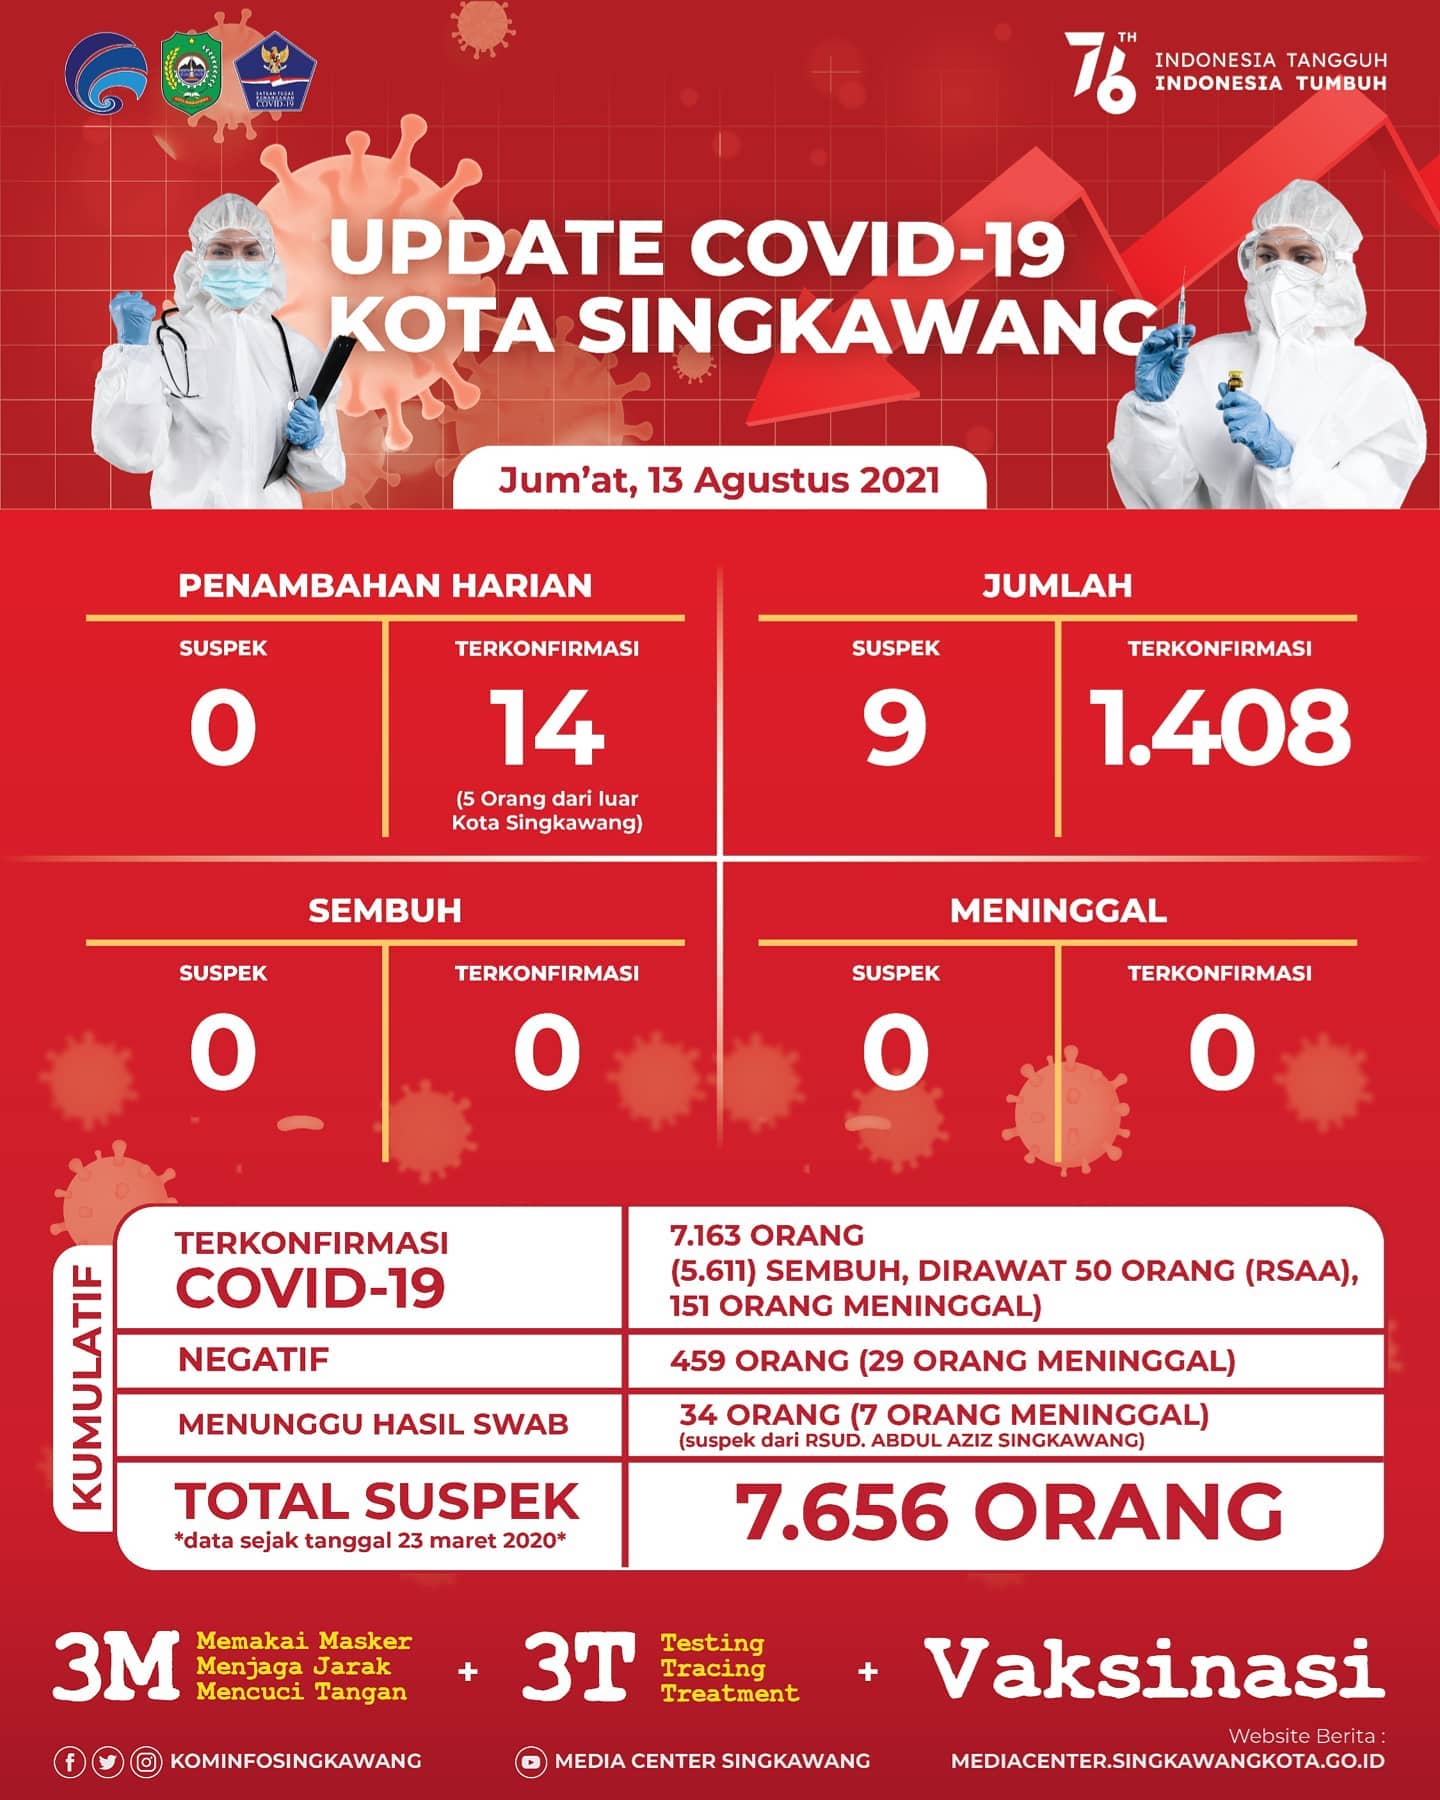 SATUAN TUGAS
PENANGANAN
COVID-19
76TH
INDONESIA TANGGUH
INDONESIA TUMBUH
UPDATE COVID-19
KOTA SINGKAWANG
Jum'at, 13 Agustus 2021
PENAMBAHAN HARIAN
SUSPEK
0
TERKONFIRMASI
14
(5 Orang dari luar
Kota Singkawang)
JUMLAH
SUSPEK
9
TERKONFIRMASI
1.408
SEMBUH
SUSPEK
0
TERKONFIRMASI
0
MENINGGAL
SUSPEK
0
TERKONFIRMASI
0
KUMULATIF
TERKONFIRMASI
COVID-19
7.163 ORANG
(5.611) SEMBUH, DIRAWAT 50 ORANG (RSAA),
151 ORANG MENINGGAL)
NEGATIF
459 ORANG (29 ORANG MENINGGAL)
MENUNGGU HASIL SWAB
34 ORANG (7 ORANG MENINGGAL)
(suspek dari RSUD. ABDUL AZIZ SINGKAWANG)
TOTAL SUSPEK
*data sejak tanggal 23 maret 2020*
7.656 ORANG
3M
Memakai Masker
Menjaga Jarak
Mencuci Tangan
+
3T
Testing
Tracing
Treatment
+
Vaksinasi
KOMINFOSINGKAWANG
MEDIA CENTER SINGKAWANG
Website Berita :
MEDIACENTER.SINGKAWANGKOTA.GO.ID